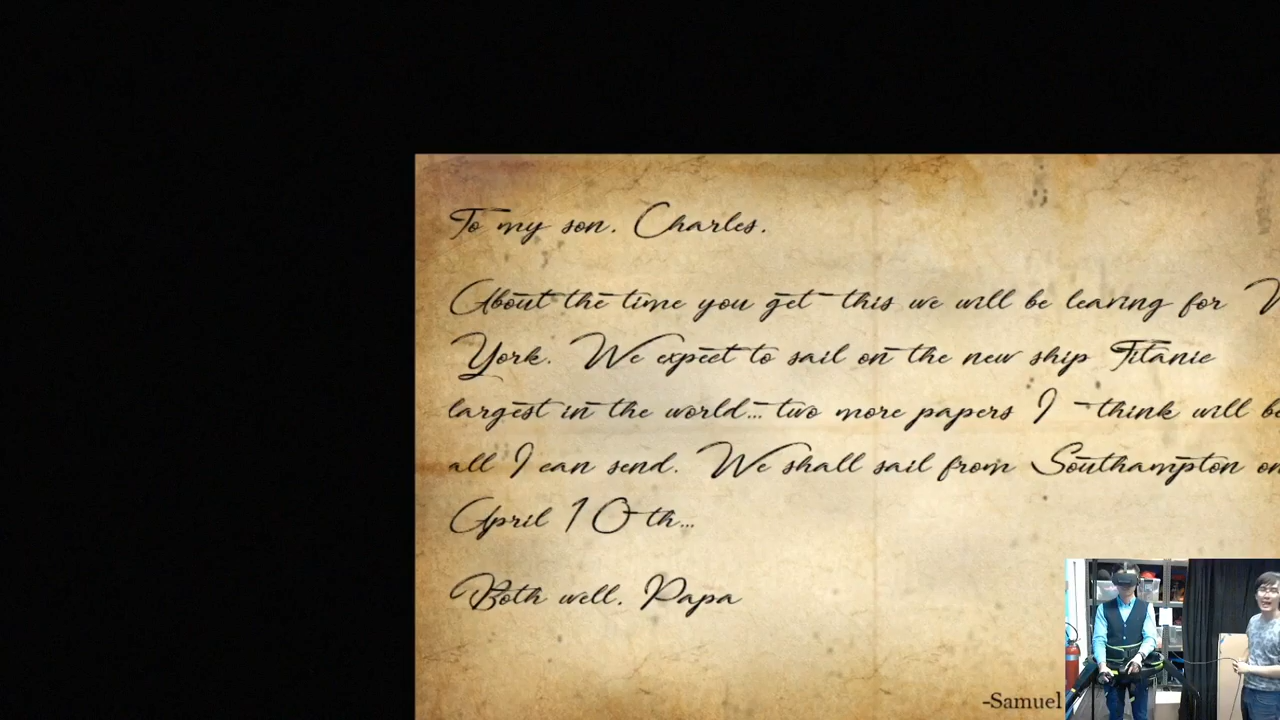 To my son, Charles,
About the time you get this we will be leaving for
York. We expect to sail on the new ship Titanic
largest in the world... two more papers I think will be
all I can send. We shall sail from Southampton on
April 10th...
Both well, Papa
-Samuel